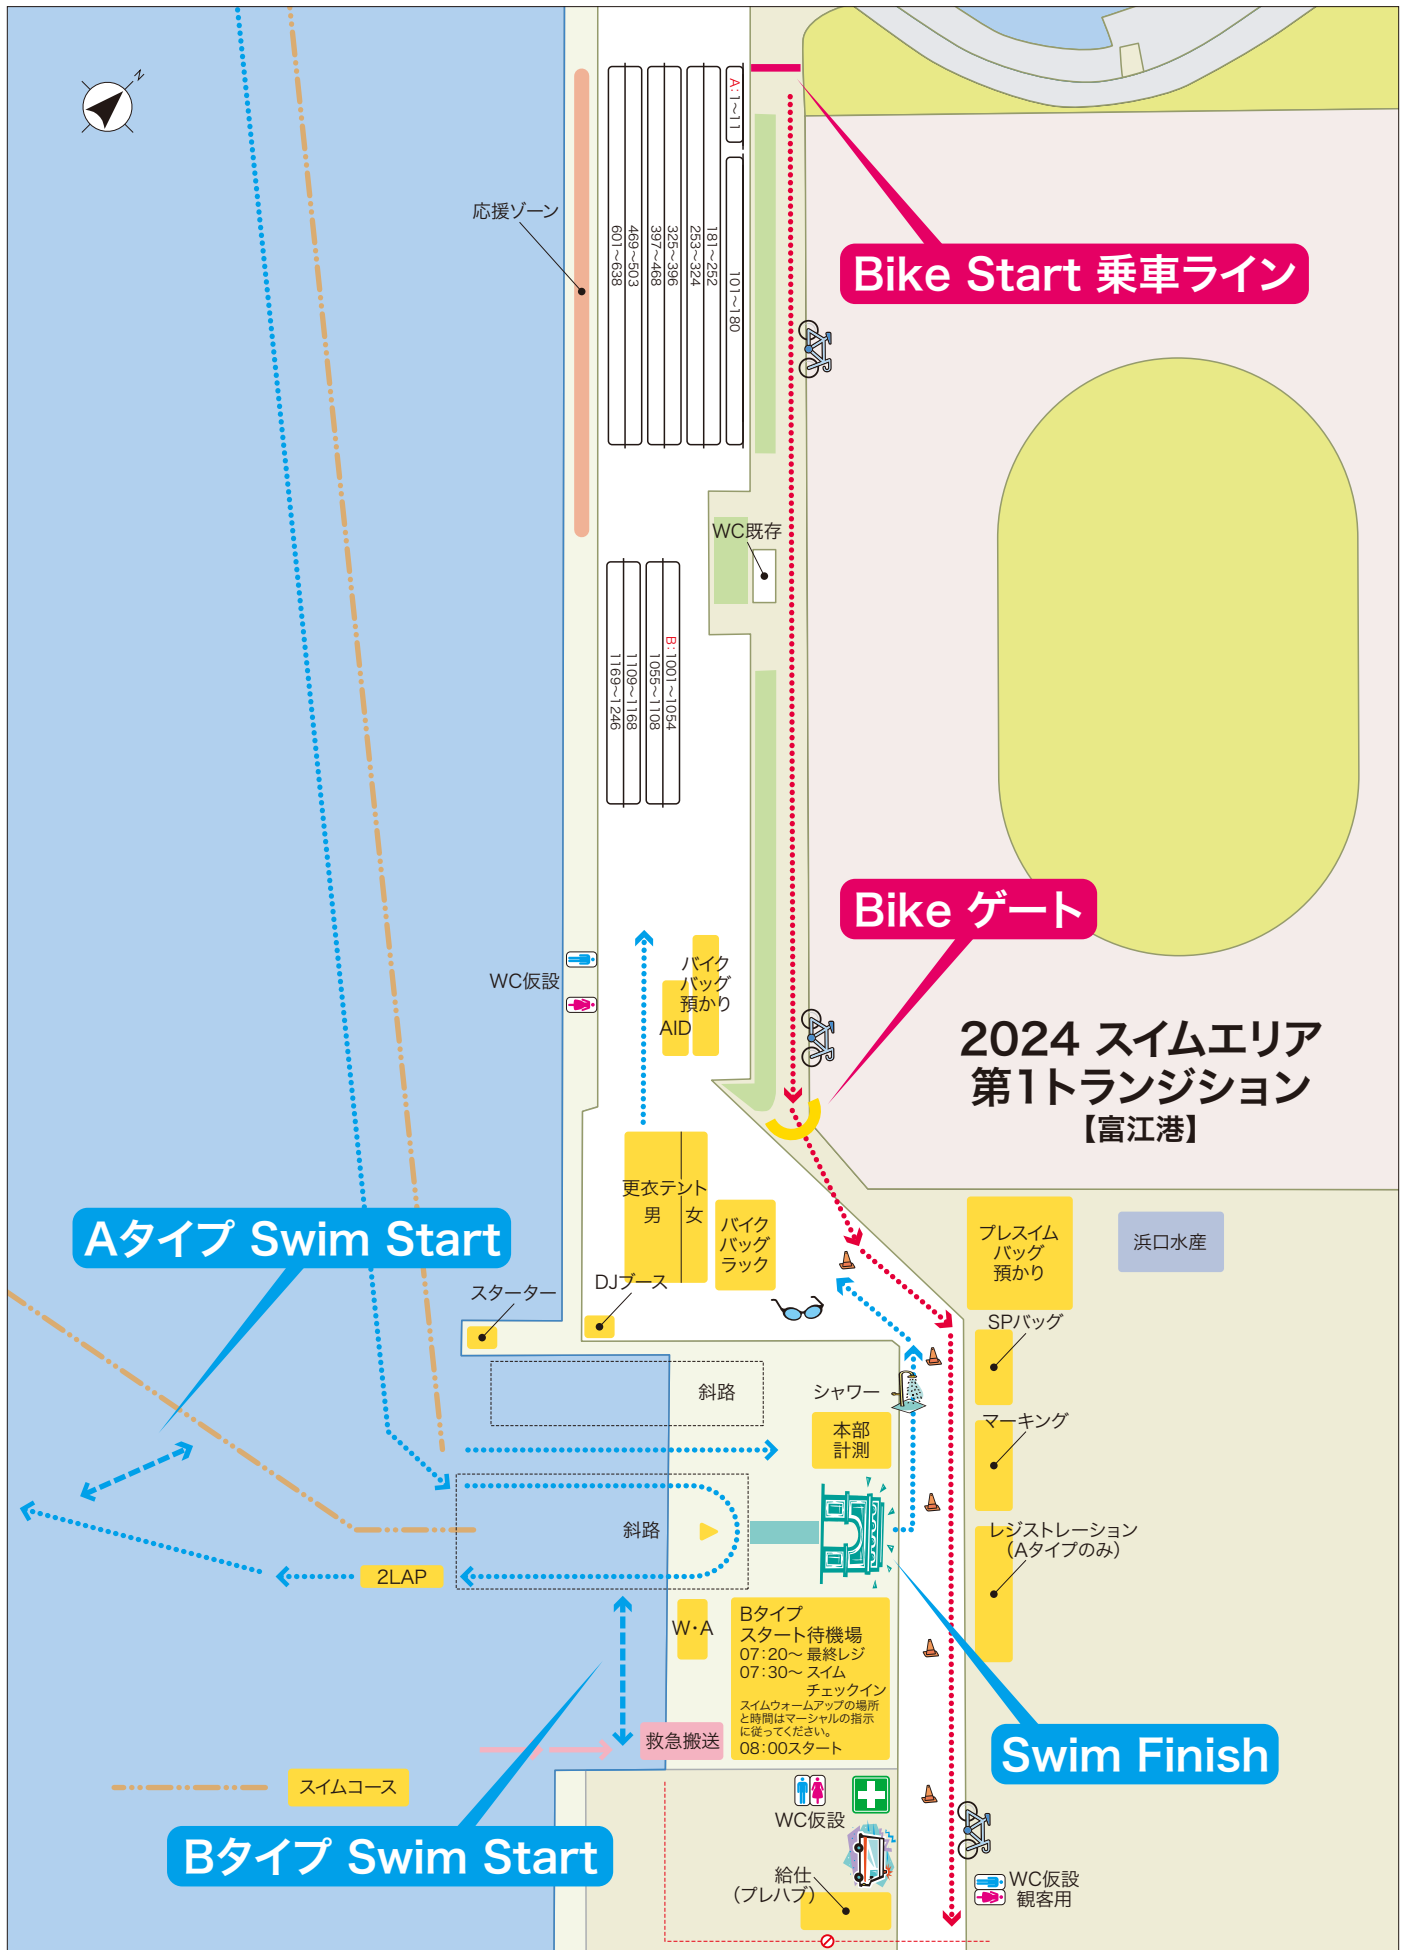 N
応援ゾーン
A：1〜11
101〜180
181〜252
253〜324
325〜396
397〜468
469〜503
601〜638
Bike Start 乗車ライン
WC既存
B：1001〜1054
1055〜1108
1109〜1168
1169〜1246
Bike ゲート
WC仮設
バイク
バッグ
預かり
AID
2024 スイムエリア
第1トランジション
【富江港】
更衣テント
男
女
バイク
バッグ
ラック
プレスイム
バッグ
預かり
浜口水産
Aタイプ Swim Start
スターター
DJブース
SPバッグ
斜路
シャワー
本部
計測
マーキング
斜路
レジストレーション
（Aタイプのみ）
2LAP
W・A
Bタイプ
スタート待機場
07：20〜 最終レジ
07：30〜 スイム
チェックイン
スイムウォームアップの場所
と時間はマーシャルの指示
に従ってください。
08：00スタート
救急搬送
Swim Finish
スイムコース
WC仮設
Bタイプ Swim Start
給仕
（プレハブ）
WC仮設
観客用